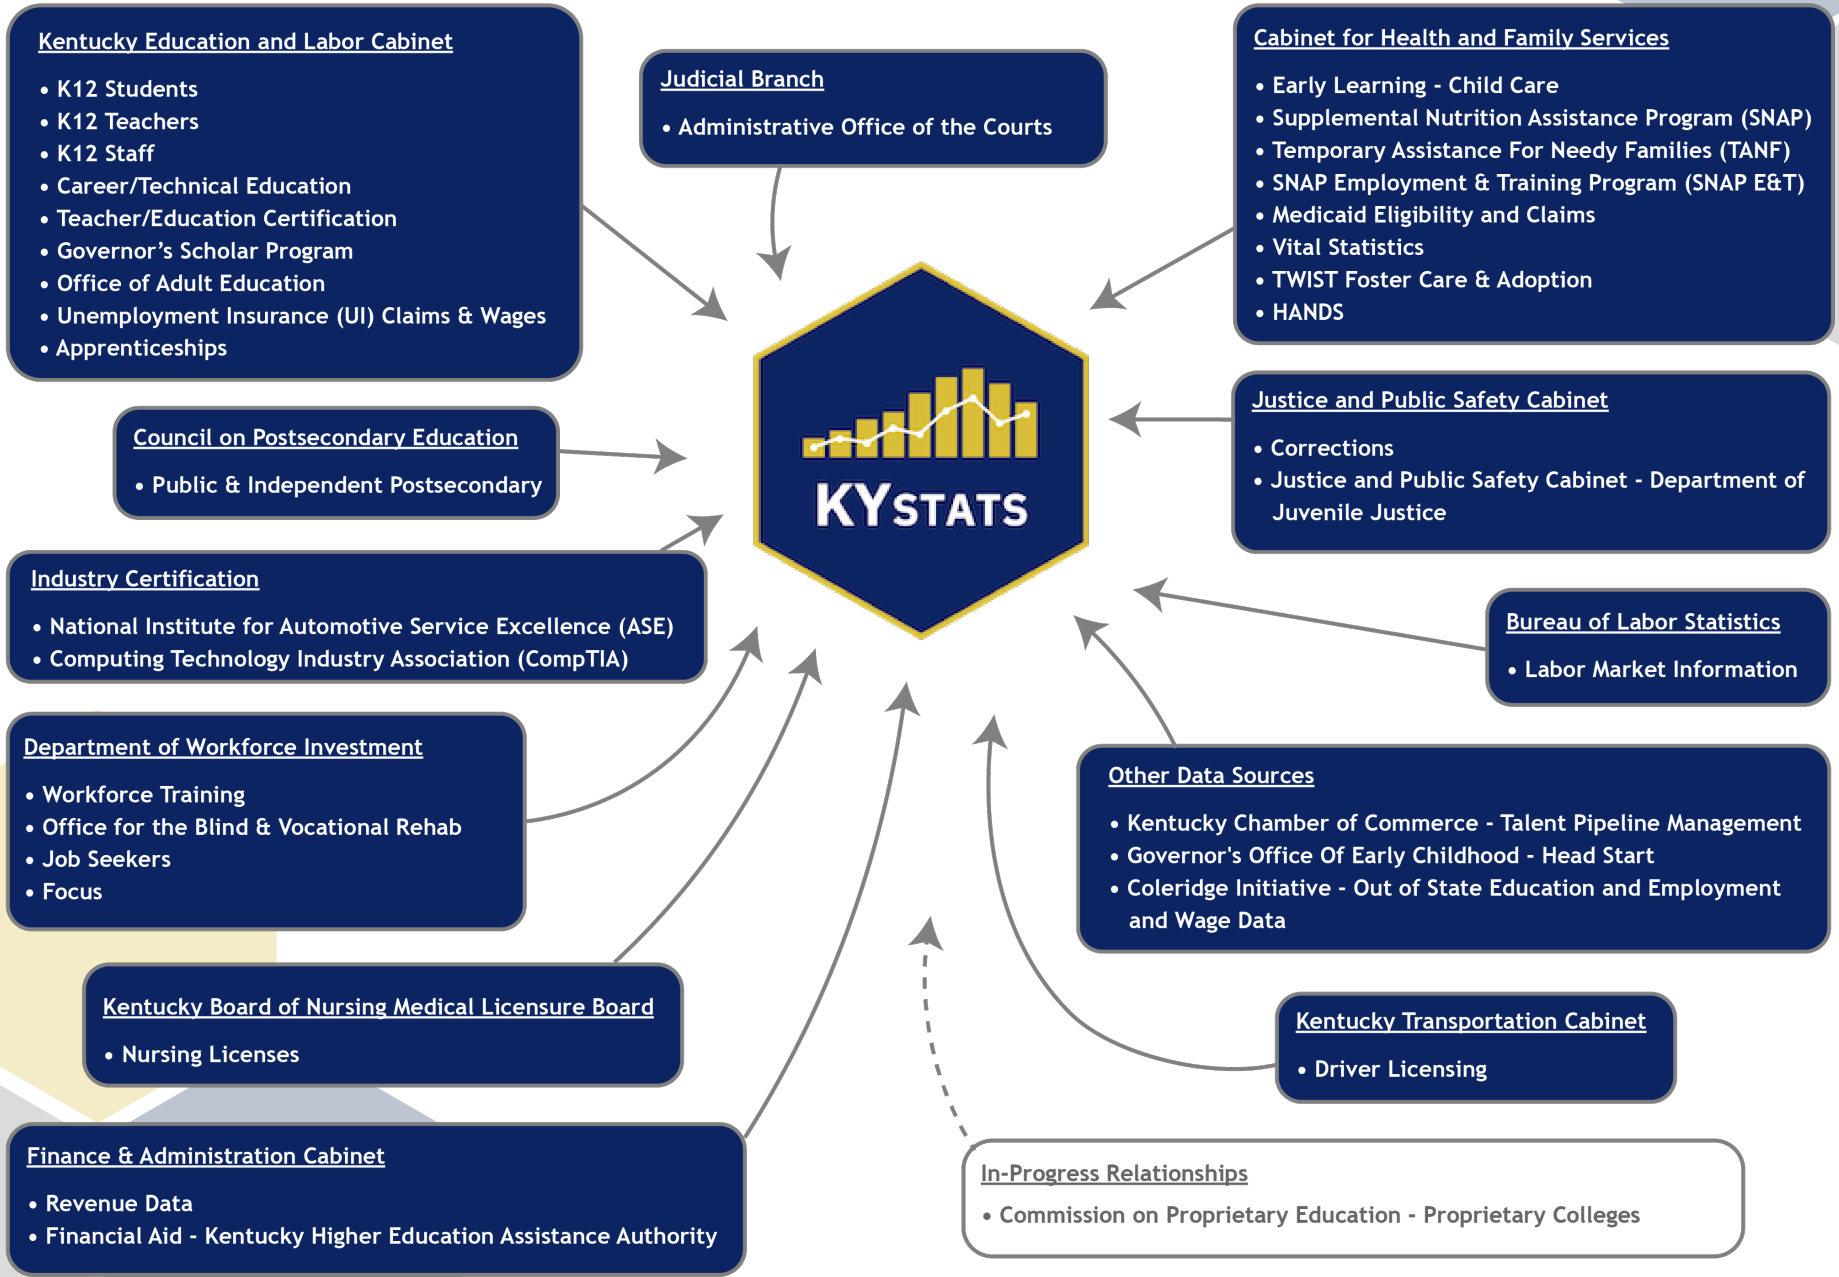 Kentucky Education and Labor Cabinet
• K12 Students
• K12 Teachers
• K12 Staff
• Career/Technical Education
• Teacher/Education Certification
• Governor’s Scholar Program
• Office of Adult Education
• Unemployment Insurance (UI) Claims & Wages
• Apprenticeships
Judicial Branch
• Administrative Office of the Courts
Cabinet for Health and Family Services
• Early Learning - Child Care
• Supplemental Nutrition Assistance Program (SNAP)
• Temporary Assistance For Needy Families (TANF)
• SNAP Employment & Training Program (SNAP E&T)
• Medicaid Eligibility and Claims
• Vital Statistics
• TWIST Foster Care & Adoption
• HANDS
Council on Postsecondary Education
• Public & Independent Postsecondary
KYSTATS
Justice and Public Safety Cabinet
• Corrections
• Justice and Public Safety Cabinet - Department of
Juvenile Justice
Industry Certification
• National Institute for Automotive Service Excellence (ASE)
• Computing Technology Industry Association (CompTIA)
Bureau of Labor Statistics
• Labor Market Information
Department of Workforce Investment
• Workforce Training
• Office for the Blind & Vocational Rehab
• Job Seekers
• Focus
Other Data Sources
• Kentucky Chamber of Commerce - Talent Pipeline Management
• Governor's Office Of Early Childhood - Head Start
• Coleridge Initiative - Out of State Education and Employment
and Wage Data
Kentucky Board of Nursing Medical Licensure Board
• Nursing Licenses
Kentucky Transportation Cabinet
• Driver Licensing
Finance & Administration Cabinet
• Revenue Data
• Financial Aid - Kentucky Higher Education Assistance Authority
In-Progress Relationships
• Commission on Proprietary Education - Proprietary Colleges